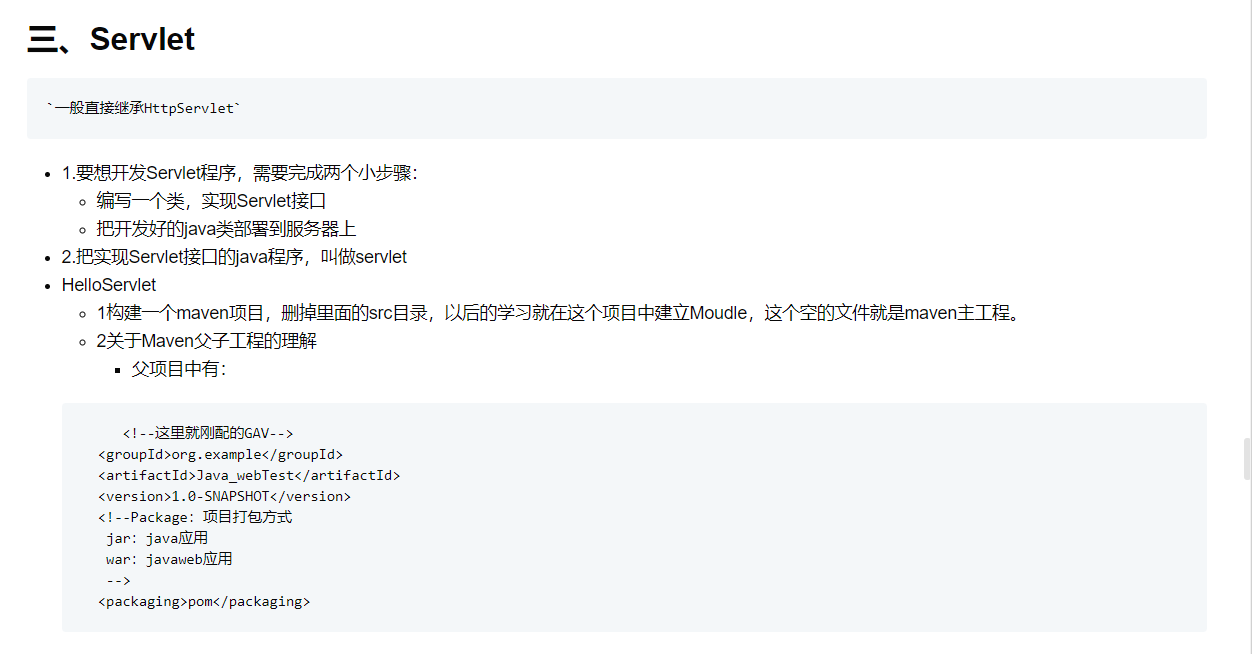 三、Servlet
`一般直接继承HttpServlet`
1.要想开发Servlet程序，需要完成两个小步骤：
编写一个类，实现Servlet接口
把开发好的java类部署到服务器上
2.把实现Servlet接口的java程序，叫做servlet
HelloServlet
1构建一个maven项目，删掉里面的src目录，以后的学习就在这个项目中建立Moudle，这个空的文件就是maven主工程。
2关于Maven父子工程的理解
父项目中有：
<!--这里就刚配的GAV-->
<groupId>org.example</groupId>
<artifactId>Java_webTest</artifactId>
<version>1.0-SNAPSHOT</version>
<!--Package：项目打包方式
jar：java应用
war：javaweb应用
-->
<packaging>pom</packaging>